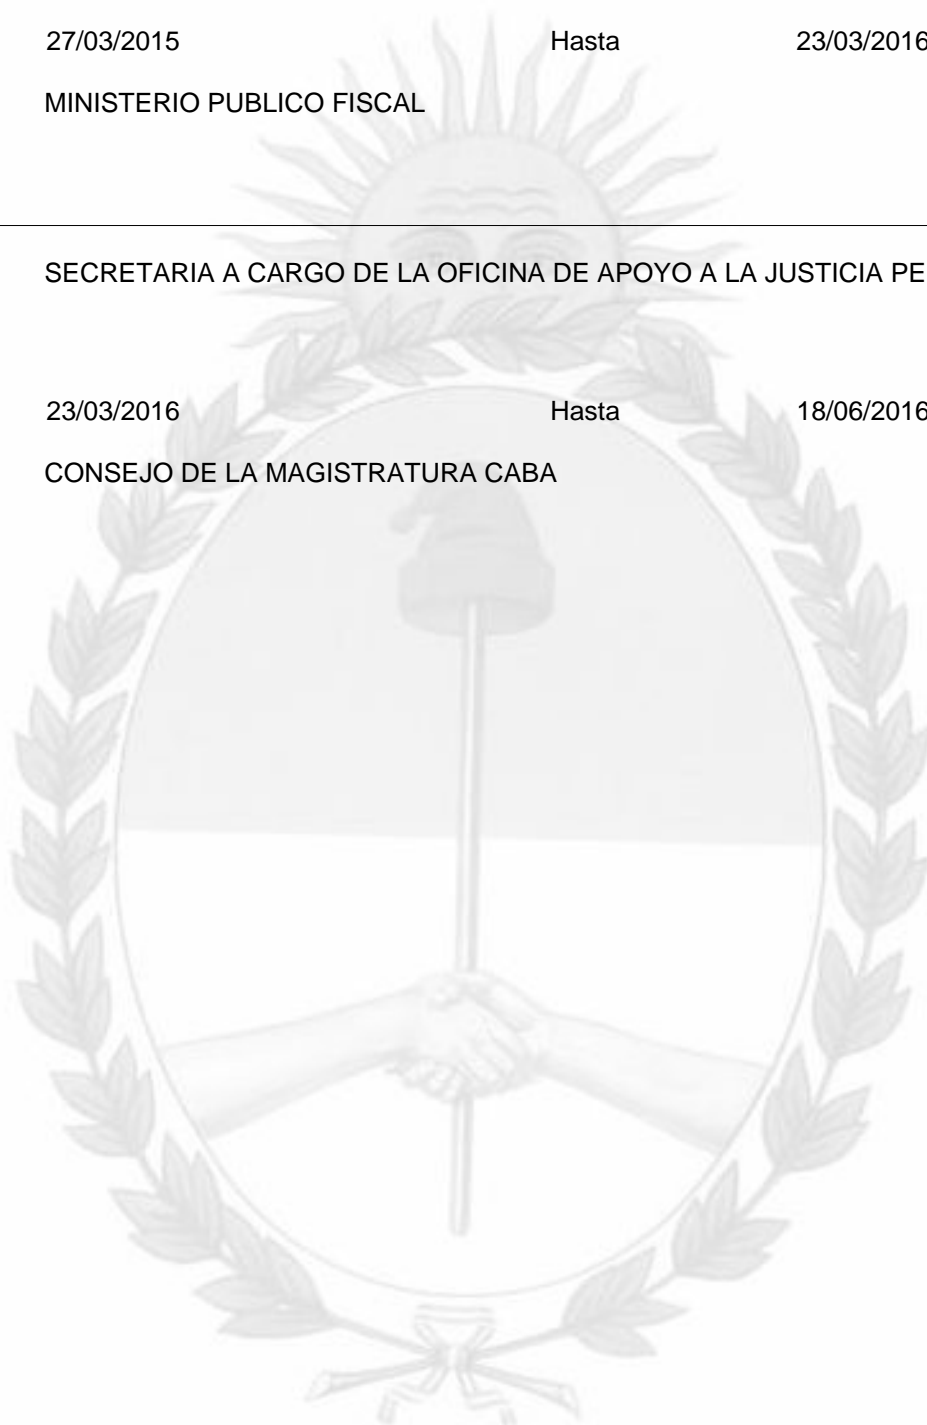 27/03/2015 Hasta 23/03/2016
MINISTERIO PUBLICO FISCAL
SECRETARIA A CARGO DE LA OFICINA DE APOYO A LA JUSTICIA PE
23/03/2016 Hasta 18/06/2016
CONSEJO DE LA MAGISTRATURA CABA